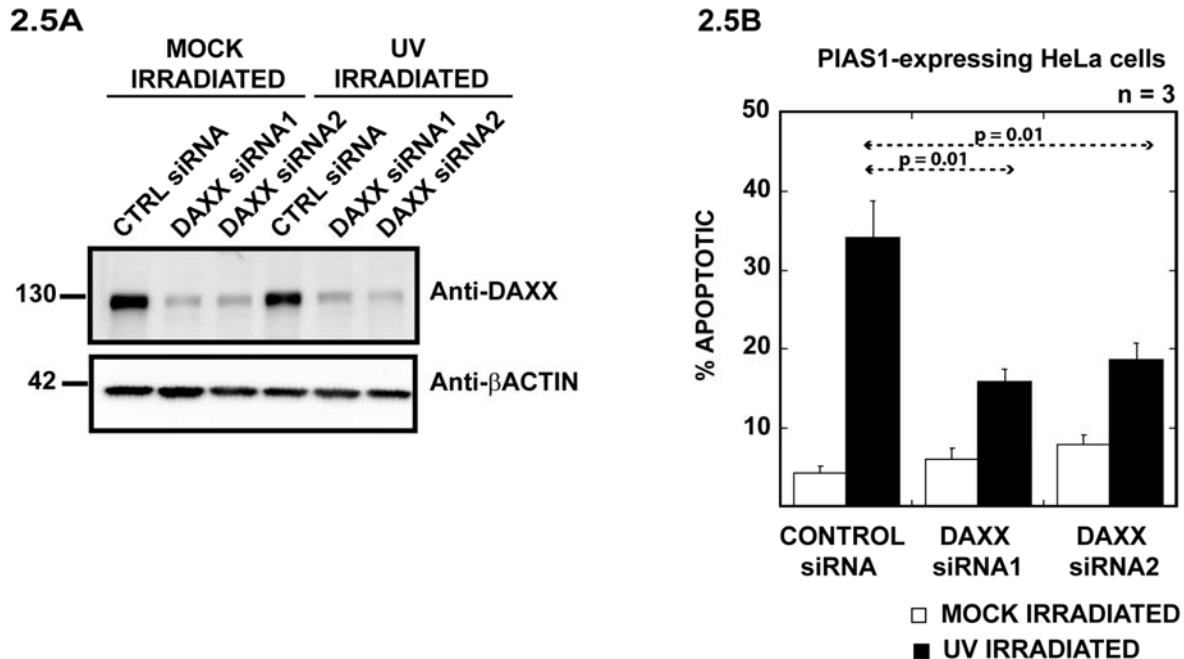 2.5A
MOCK
IRRADIATED
UV
IRRADIATED
CTRL siRNA
DAXX siRNA1
DAXX siRNA2
CTRL siRNA
DAXX siRNA1
DAXX siRNA2
130
Anti-DAXX
42
Anti-βACTIN
2.5B
PIAS1-expressing HeLa cells
n = 3
50
40
30
20
10
% APOPTOTIC
p = 0.01
p = 0.01
CONTROL
siRNA
DAXX
siRNA1
DAXX
siRNA2
MOCK IRRADIATED
UV IRRADIATED